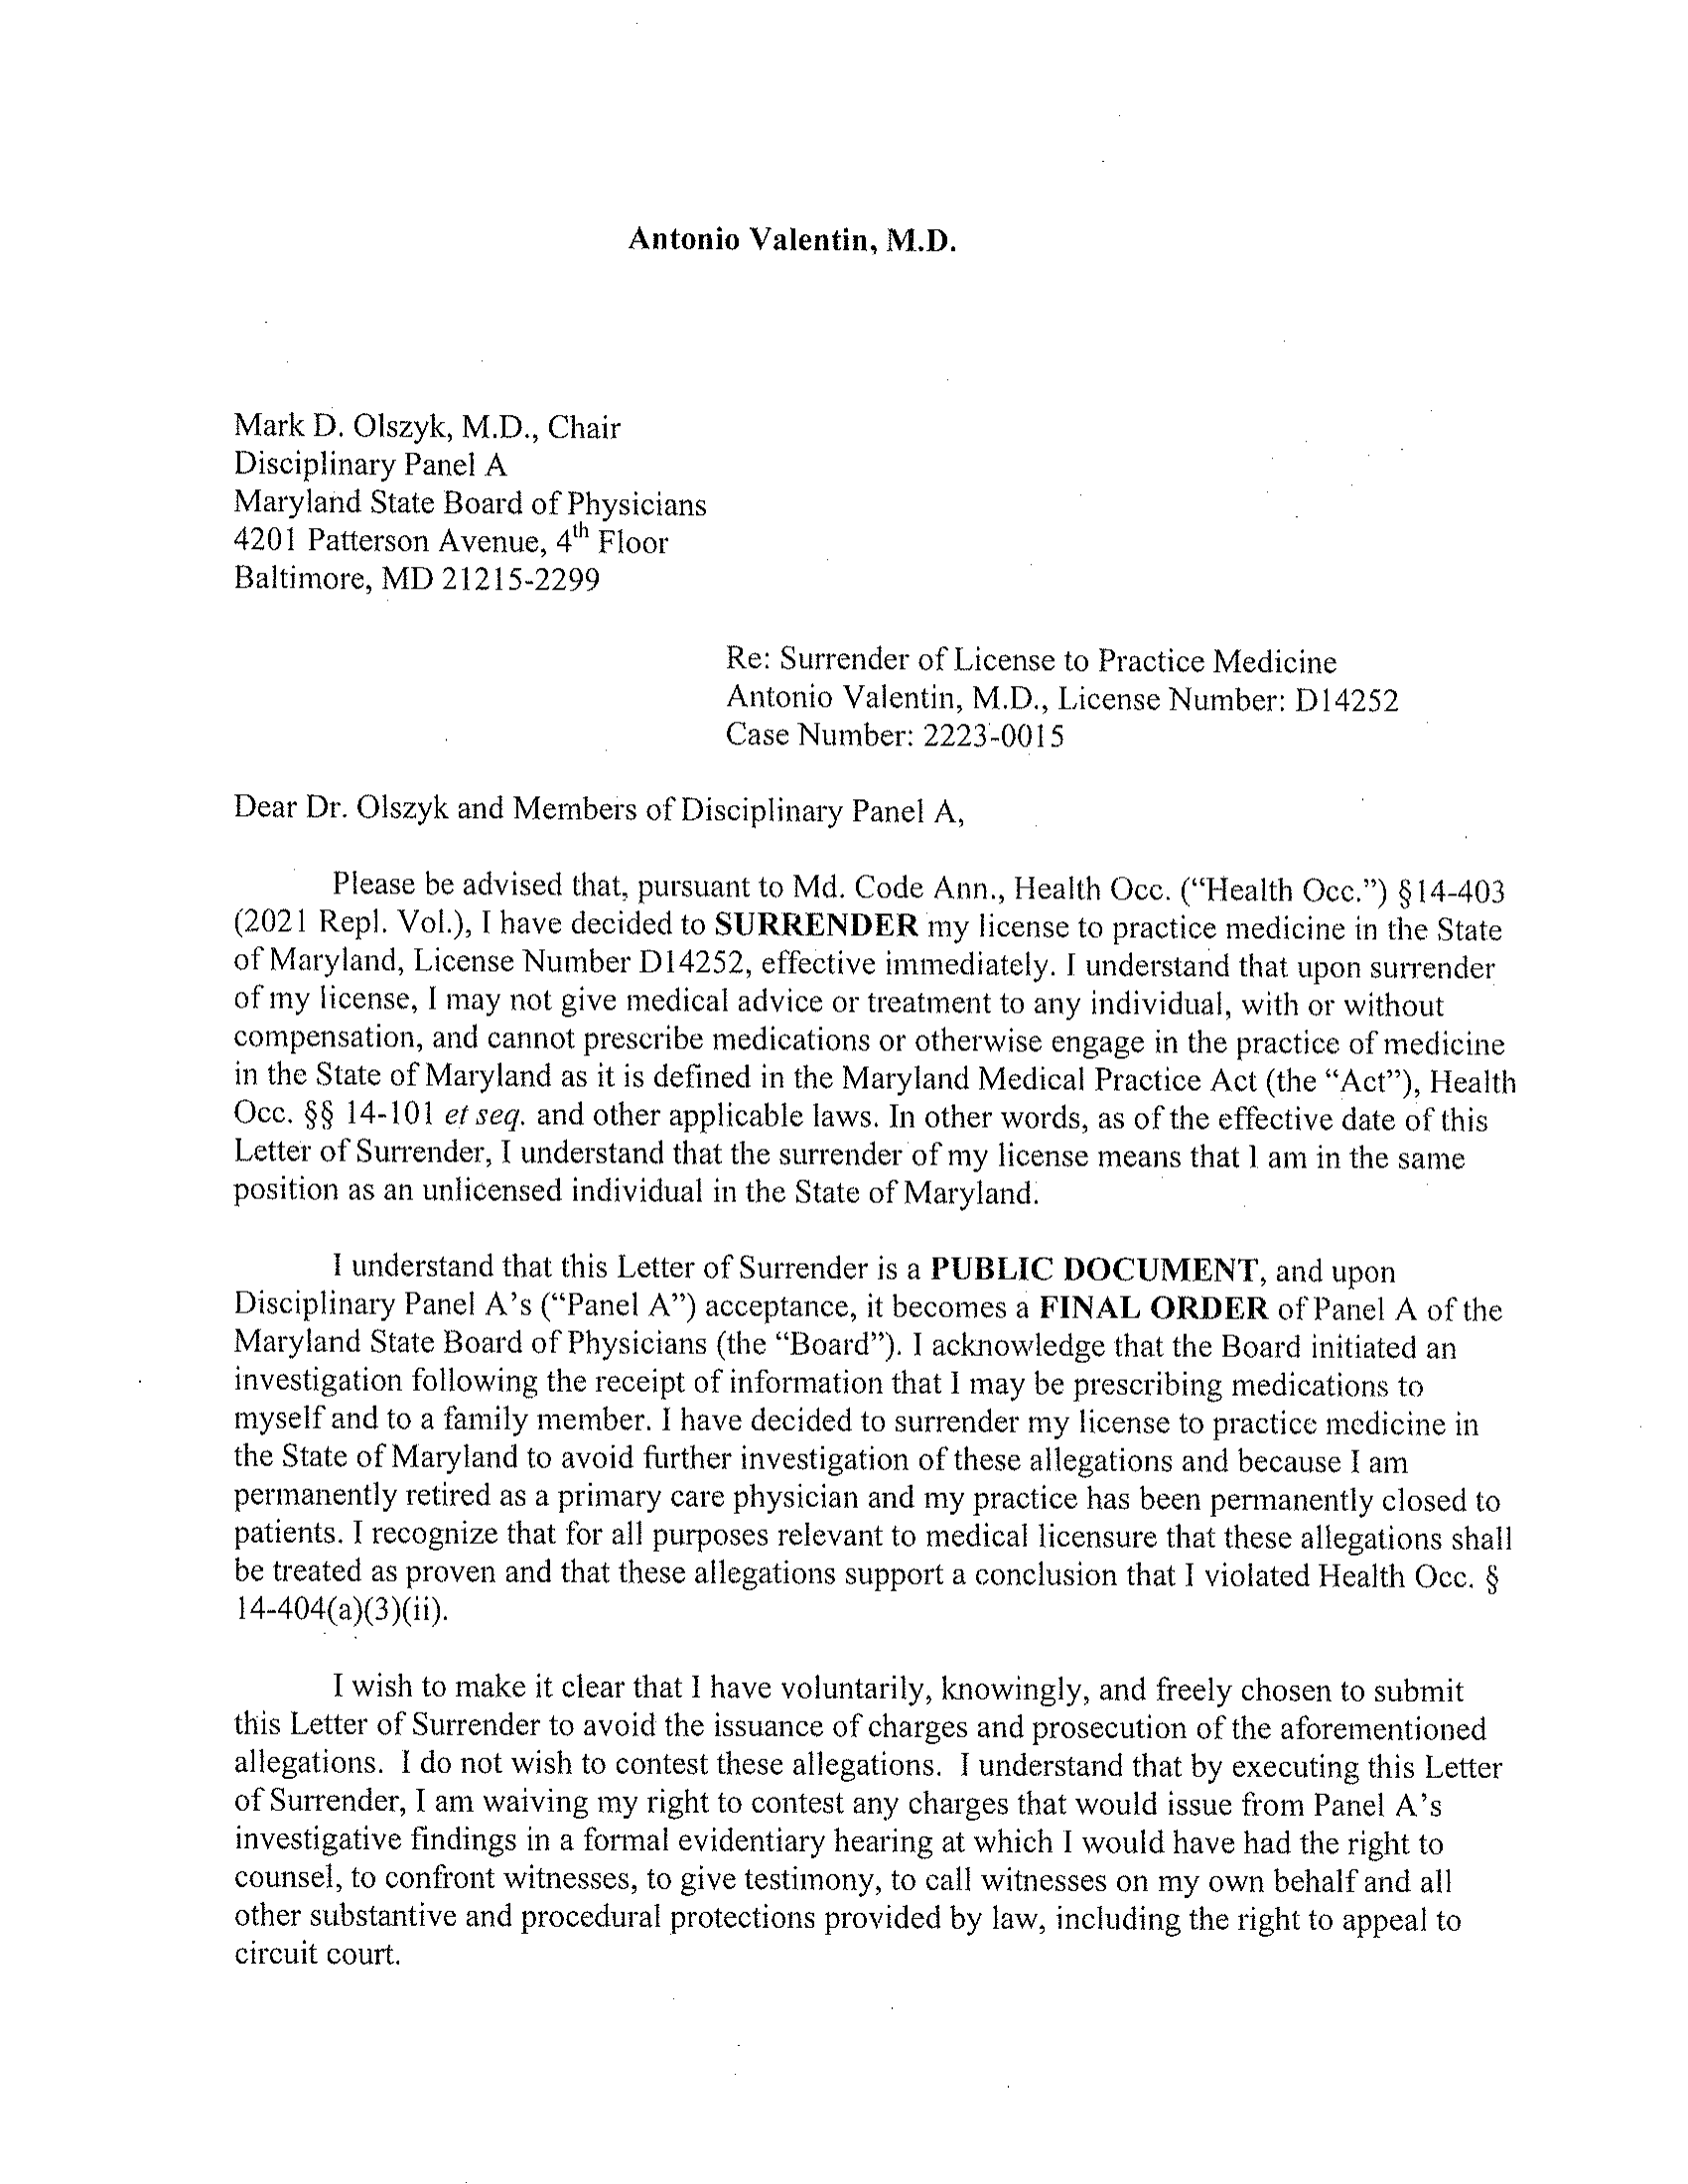 Antonio Valentin, M.D.
Mark D. Olszyk, M.D., Chair
Disciplinary Panel A
Maryland State Board of Physicians
4201 Patterson Avenue, 4th Floor
Baltimore, MD 21215-2299
Re: Surrender of License to Practice Medicine
Antonio Valentin, M.D., License Number: D14252
Case Number: 2223-0015
Dear Dr. Olszyk and Members of Disciplinary Panel A,
Please be advised that, pursuant to Md. Code Ann., Health Occ. (“Health Occ.”) §14-403
(2021 Repl. Vol.), I have decided to SURRENDER my license to practice medicine in the State
of Maryland, License Number D14252, effective immediately. I understand that upon surrender
of my license, I may not give medical advice or treatment to any individual, with or without
compensation, and cannot prescribe medications or otherwise engage in the practice of medicine
in the State of Maryland as it is defined in the Maryland Medical Practice Act (the “Act”), Health
Occ. §§ 14-101 et seq. and other applicable laws. In other words, as of the effective date of this
Letter of Surrender, I understand that the surrender of my license means that I am in the same
position as an unlicensed individual in the State of Maryland.
I understand that this Letter of Surrender is a PUBLIC DOCUMENT, and upon
Disciplinary Panel A’s (“Panel A”) acceptance, it becomes a FINAL ORDER of Panel A of the
Maryland State Board of Physicians (the “Board”). I acknowledge that the Board initiated an
investigation following the receipt of information that I may be prescribing medications to
myself and to a family member. I have decided to surrender my license to practice medicine in
the State of Maryland to avoid further investigation of these allegations and because I am
permanently retired as a primary care physician and my practice has been permanently closed to
patients. I recognize that for all purposes relevant to medical licensure that these allegations shall
be treated as proven and that these allegations support a conclusion that I violated Health Occ. §
14-404(a)(3)(ii).
I wish to make it clear that I have voluntarily, knowingly, and freely chosen to submit
this Letter of Surrender to avoid the issuance of charges and prosecution of the aforementioned
allegations. I do not wish to contest these allegations. I understand that by executing this Letter
of Surrender, I am waiving my right to contest any charges that would issue from Panel A’s
investigative findings in a formal evidentiary hearing at which I would have had the right to
counsel, to confront witnesses, to give testimony, to call witnesses on my own behalf and all
other substantive and procedural protections provided by law, including the right to appeal to
circuit court.